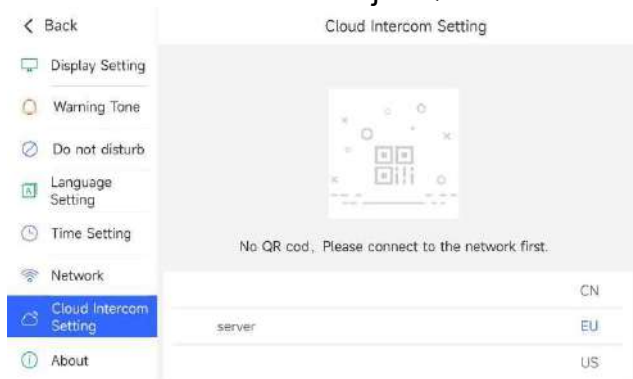 Back
Cloud Intercom Setting
Display Setting
Warning Tone
Do not disturb
Language
Setting
Time Setting
Network
Cloud Intercom
Setting
About
No QR cod, Please connect to the network first.
CN
server
EU
US